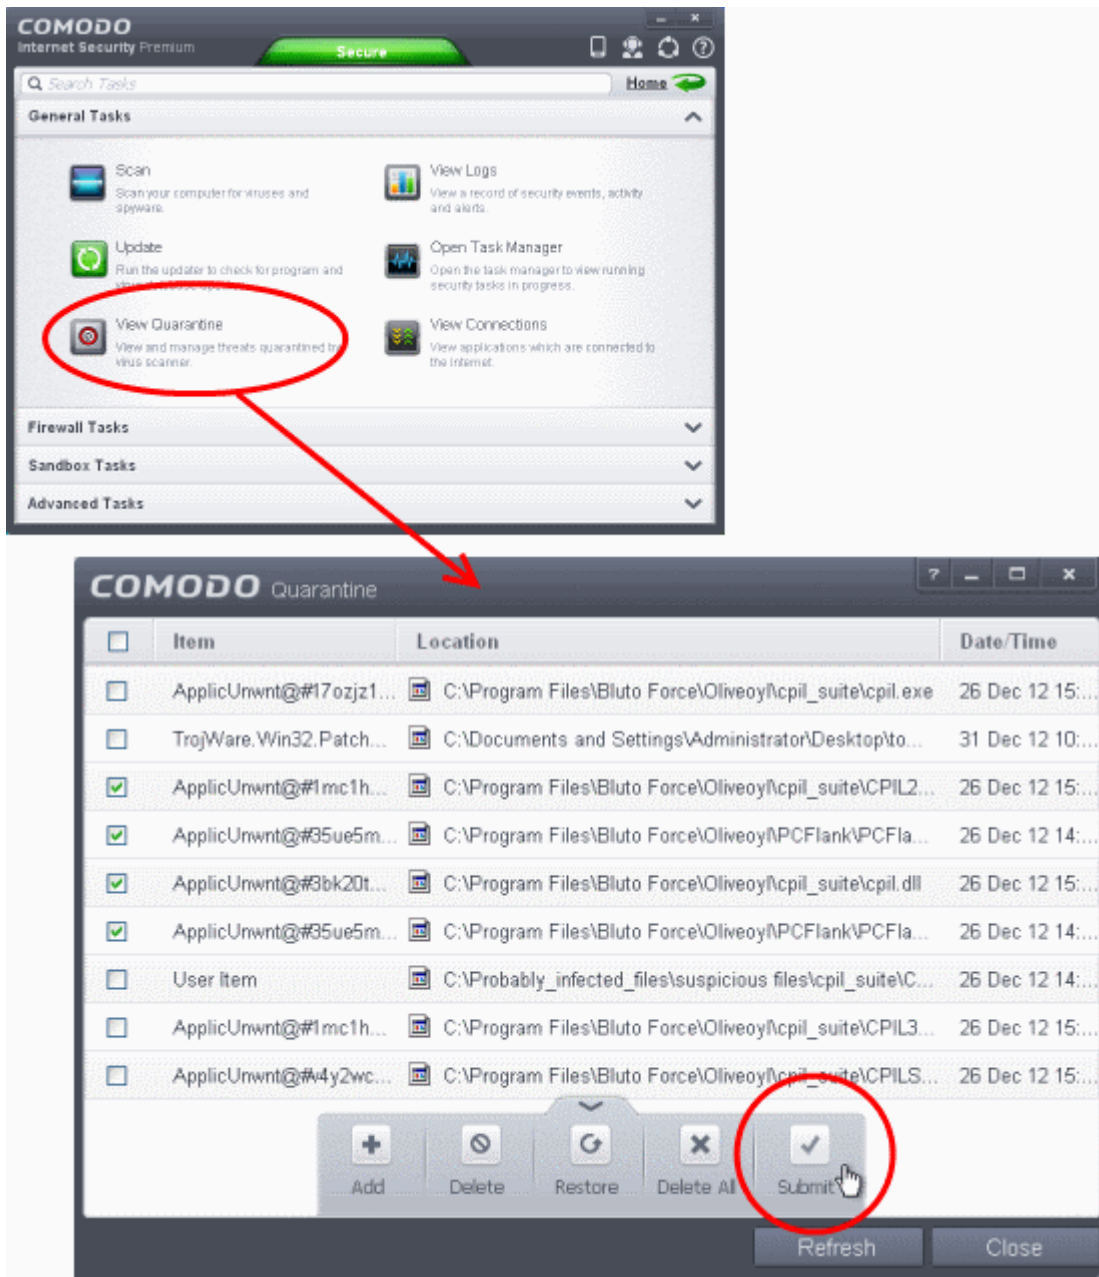 COMODO
Internet Security Premium
Secure
Search Tasks
Home
General Tasks
Scan
Scan your computer for viruses and
spyware.
View Logs
View a record of security events, activity
and alerts.
Update
Run the updater to check for program and
Open Task Manager
Open the task manager to view running
security tasks in progress.
View Quarantine
View and manage threats quarantined by
virus scanner.
View Connections
View applications which are connected to
the Internet.
Firewall Tasks
Sandbox Tasks
Advanced Tasks
COMODO Quarantine
Item Location Date/Time
ApplicUnwnt@#17ozjz1... C:\Program Files\Bluto Force\Oliveoyl\cpil_suite\cpil.exe 26 Dec 12 15:...
TrojWare.Win32.Patch... C:\Documents and Settings\Administrator\Desktop\to... 31 Dec 12 10:...
ApplicUnwnt@#1mc1h... C:\Program Files\Bluto Force\Oliveoyl\cpil_suite\CPIL2... 26 Dec 12 15:...
ApplicUnwnt@#35ue5m... C:\Program Files\Bluto Force\Oliveoyl\PCFlank\PCFla... 26 Dec 12 14:...
ApplicUnwnt@#3bk20t... C:\Program Files\Bluto Force\Oliveoyl\cpil_suite\cpil.dll 26 Dec 12 15:...
ApplicUnwnt@#35ue5m... C:\Program Files\Bluto Force\Oliveoyl\PCFlank\PCFla... 26 Dec 12 14:...
User Item C:\Probably_infected_files\suspicious files\cpil_suite\C... 26 Dec 12 14:...
ApplicUnwnt@#1mc1h... C:\Program Files\Bluto Force\Oliveoyl\cpil_suite\CPIL3... 26 Dec 12 15:...
ApplicUnwnt@#v4y2wc... C:\Program Files\Bluto Force\Oliveoyl\cpil_suite\CPILS... 26 Dec 12 15:...
Add Delete Restore Delete All Submit
Refresh Close